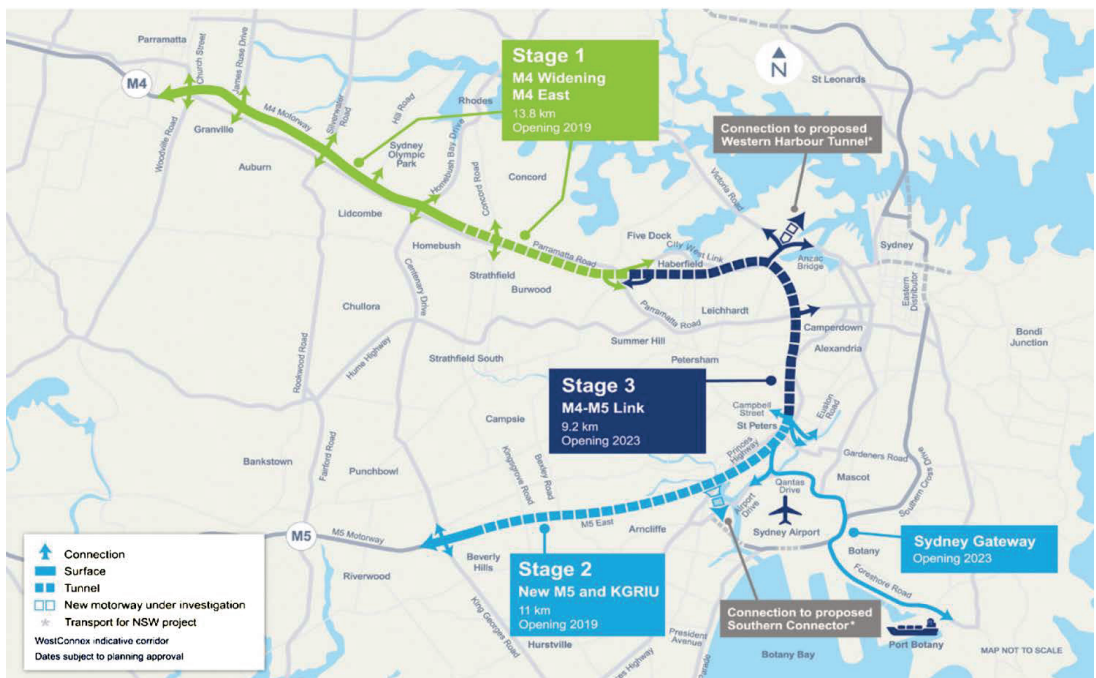 Stage 1
M4 Widening
M4 East
13.8 km
Opening 2019
Connection to proposed
Western Harbour Tunnel*
Stage 3
M4-M5 Link
9.2 km
Opening 2023
Stage 2
New M5 and KGRIU
11 km
Opening 2019
Sydney Gateway
Opening 2023
Connection to proposed
Southern Connector*
N
M4
M5
Parramatta
Church Street
James Ruse Drive
Woodville Road
Granville
M4 Motorway
Silverwater
Road
Hill Road
Rhodes
Auburn
Sydney
Olympic
Park
Homebush Bay Drive
Concord Road
Concord
Lidcombe
Homebush
Strathfield
Burwood
Parramatta Road
Five Dock
City West Link
Haberfield
Victoria Road
St Leonards
Anzac
Bridge
Sydney
Eastern
Distributor
Centenary Drive
Chullora
Hume Highway
Rookwood Road
Strathfield South
Parramatta Road
Leichhardt
Summer Hill
Petersham
Camperdown
Alexandria
Bondi
Junction
Campsie
Campbell
Street
St Peters
Euston
Road
Princes
Highway
Gardeners Road
Mascot
Southern Cross Drive
Bankstown
Fairford Road
Punchbowl
Kingsgrove Road
Bexley Road
M5 East
Arncliffe
Airport
Drive
Qantas
Drive
Sydney Airport
Botany
Foreshore Road
M5 Motorway
Riverwood
Beverly
Hills
King Georges Road
Hurstville
President
Avenue
Botany Bay
Port Botany
MAP NOT TO SCALE
Connection
Surface
Tunnel
New motorway under investigation
* Transport for NSW project
WestConnex indicative corridor
Dates subject to planning approval